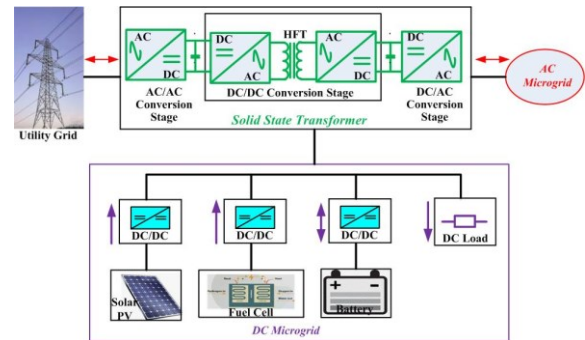 HFT
AC
DC
DC
AC
AC
DC
DC
AC
AC/AC
Conversion
Stage
DC/DC Conversion Stage
DC/AC
Conversion
Stage
Solid State Transformer
Utility Grid
AC
Microgrid
DC/DC
DC/DC
DC/DC
DC Load
Solar
PV
Fuel Cell
Battery
DC Microgrid